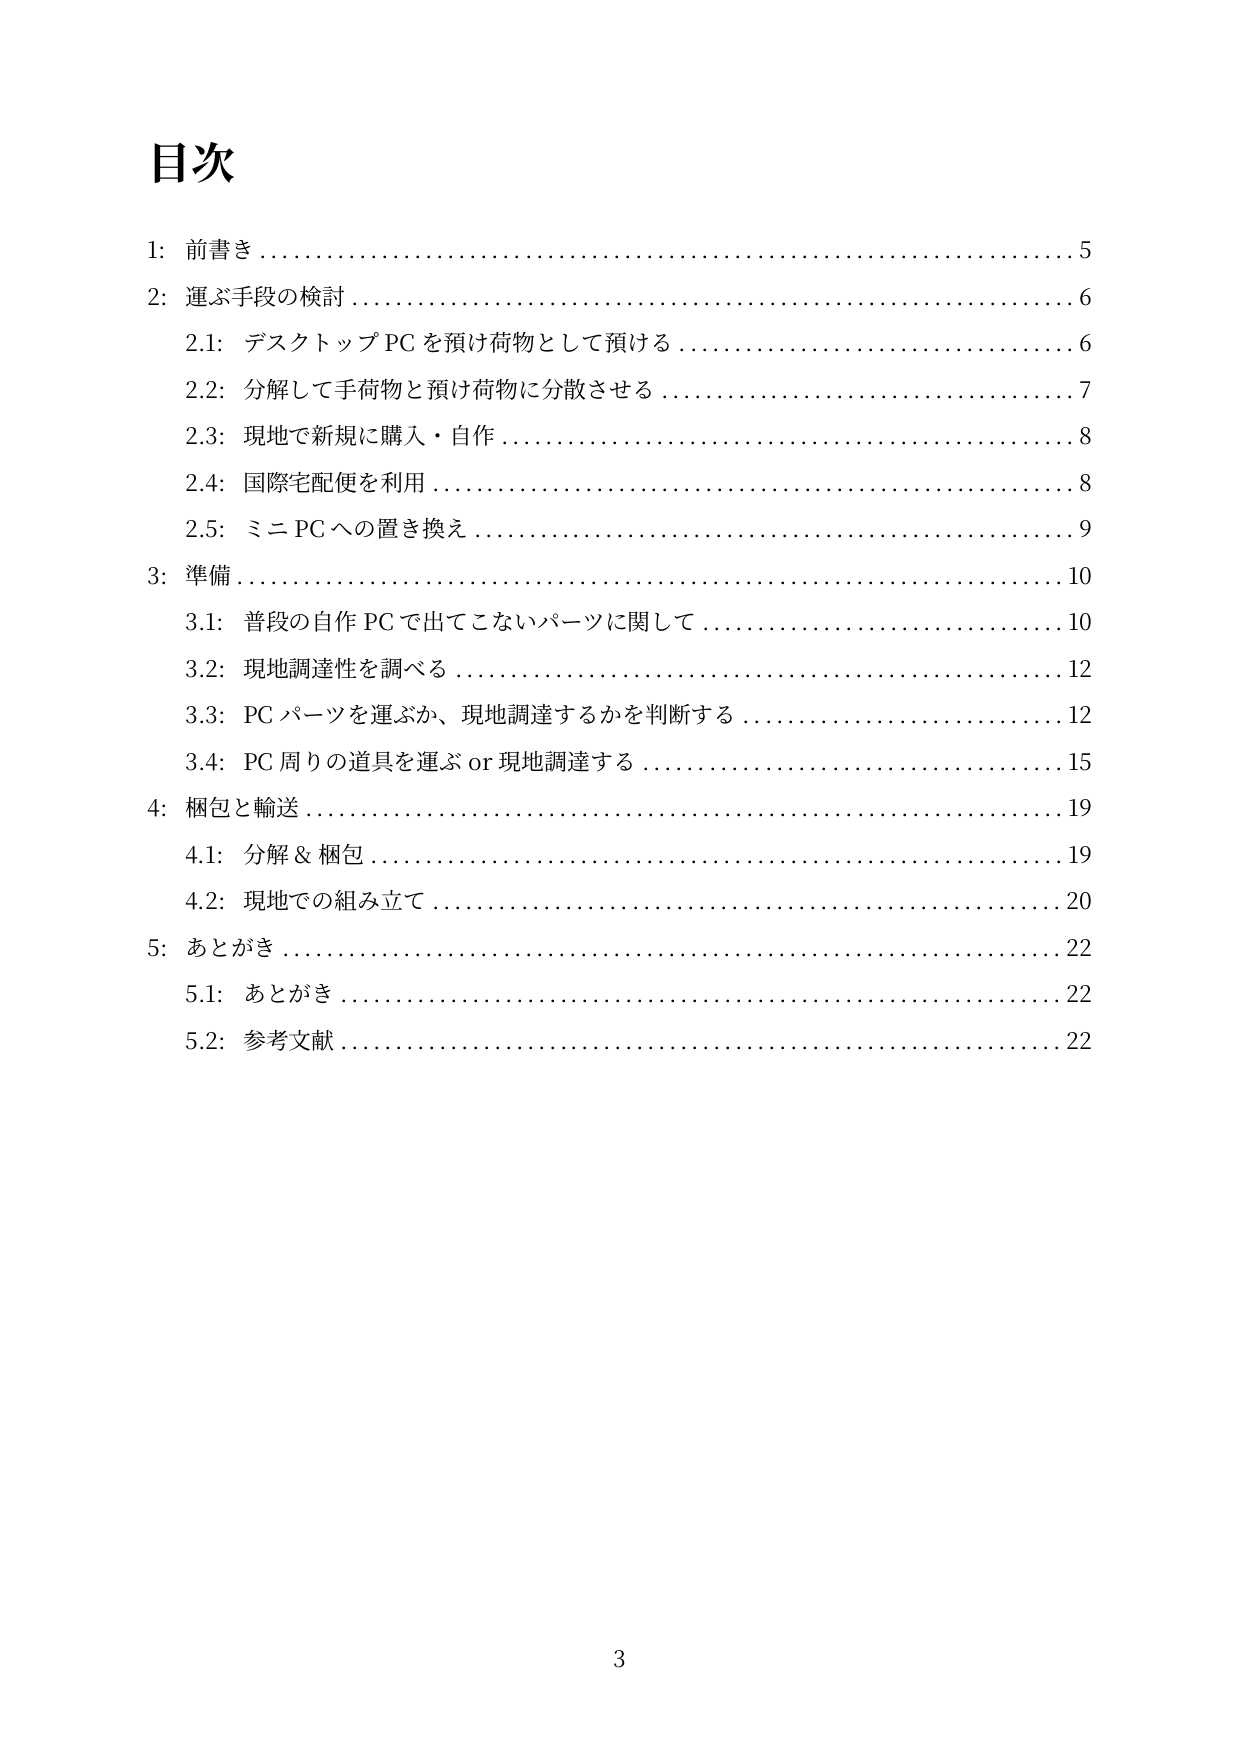 目次
1: 前書き ........................................................................ 5
2: 運ぶ手段の検討 ................................................................ 6
2.1: デスクトップ PC を預け荷物として預ける .................................... 6
2.2: 分解して手荷物と預け荷物に分散させる ..................................... 7
2.3: 現地で新規に購入・自作 .................................................... 8
2.4: 国際宅配便を利用 .......................................................... 8
2.5: ミニ PC への置き換え ...................................................... 9
3: 準備 ......................................................................... 10
3.1: 普段の自作 PC で出てこないパーツに関して ................................ 10
3.2: 現地調達性を調べる ....................................................... 12
3.3: PC パーツを運ぶか、現地調達するかを判断する ............................. 12
3.4: PC 周りの道具を運ぶ or 現地調達する ...................................... 15
4: 梱包と輸送 ................................................................... 19
4.1: 分解 & 梱包 .............................................................. 19
4.2: 現地での組み立て ......................................................... 20
5: あとがき ..................................................................... 22
5.1: あとがき ................................................................. 22
5.2: 参考文献 ................................................................. 22
3